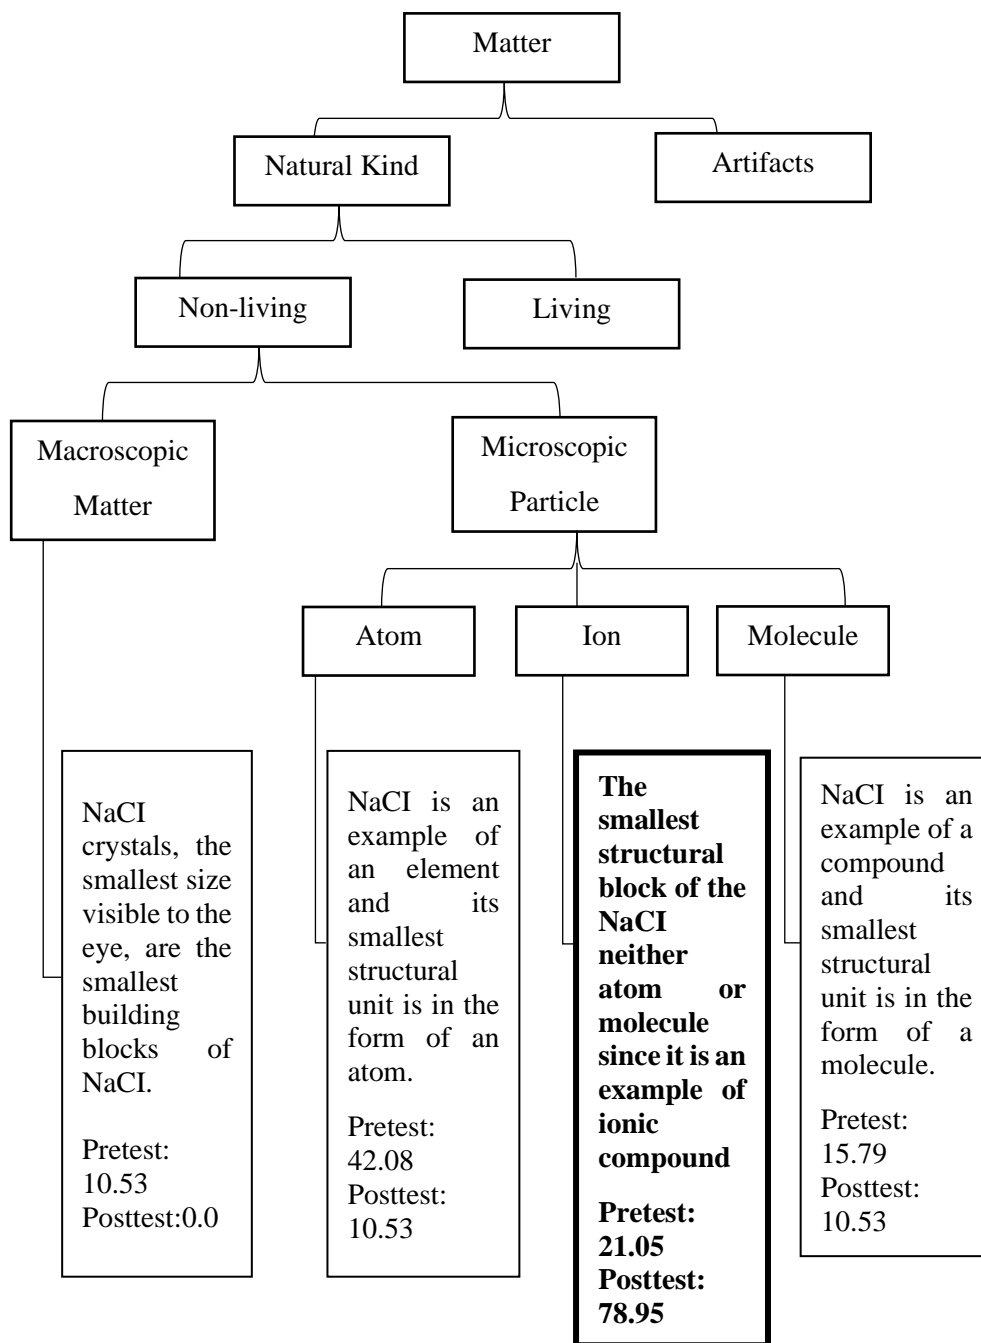 Matter
Natural Kind
Artifacts
Non-living
Living
Macroscopic
Matter
Microscopic
Particle
Atom
Ion
Molecule
NaCI
crystals, the
smallest size
visible to the
eye, are the
smallest
building
blocks of
NaCI.
Pretest:
10.53
Posttest:0.0
NaCI is an
example of
an element
and its
smallest
structural
unit is in the
form of an
atom.
Pretest:
42.08
Posttest:
10.53
The
smallest
structural
block of the
NaCI
neither
atom or
molecule
since it is an
example of
ionic
compound
Pretest:
21.05
Posttest:
78.95
NaCI is an
example of a
compound
and its
smallest
structural
unit is in the
form of a
molecule.
Pretest:
15.79
Posttest:
10.53